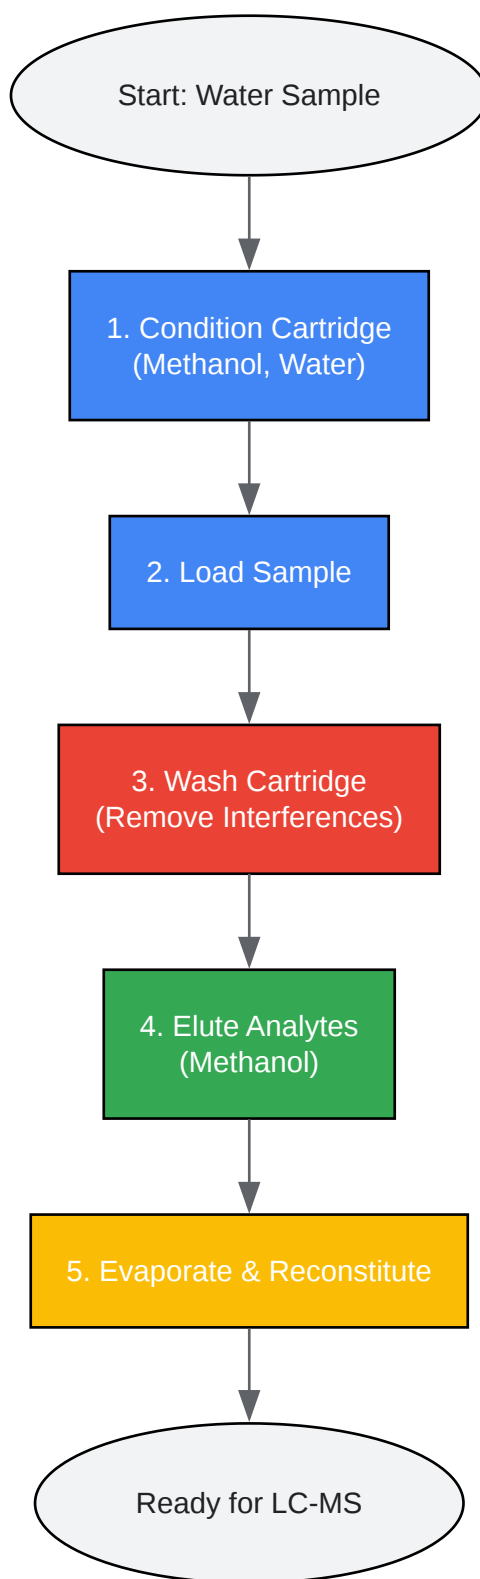 Start: Water Sample
1. Condition Cartridge
(Methanol, Water)
2. Load Sample
3. Wash Cartridge
(Remove Interferences)
4. Elute Analytes
(Methanol)
5. Evaporate & Reconstitute
Ready for LC-MS